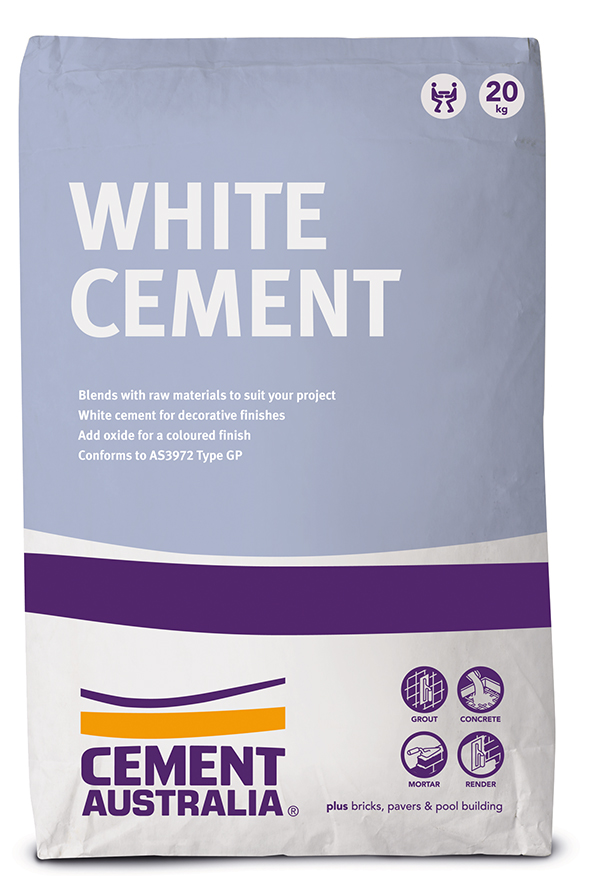 20
kg
WHITE
CEMENT
Blends with raw materials to suit your project
White cement for decorative finishes
Add oxide for a coloured finish
Conforms to AS3972 Type GP
CEMENT
AUSTRALIA®
GROUT
CONCRETE
MORTAR
RENDER
plus bricks, pavers & pool building